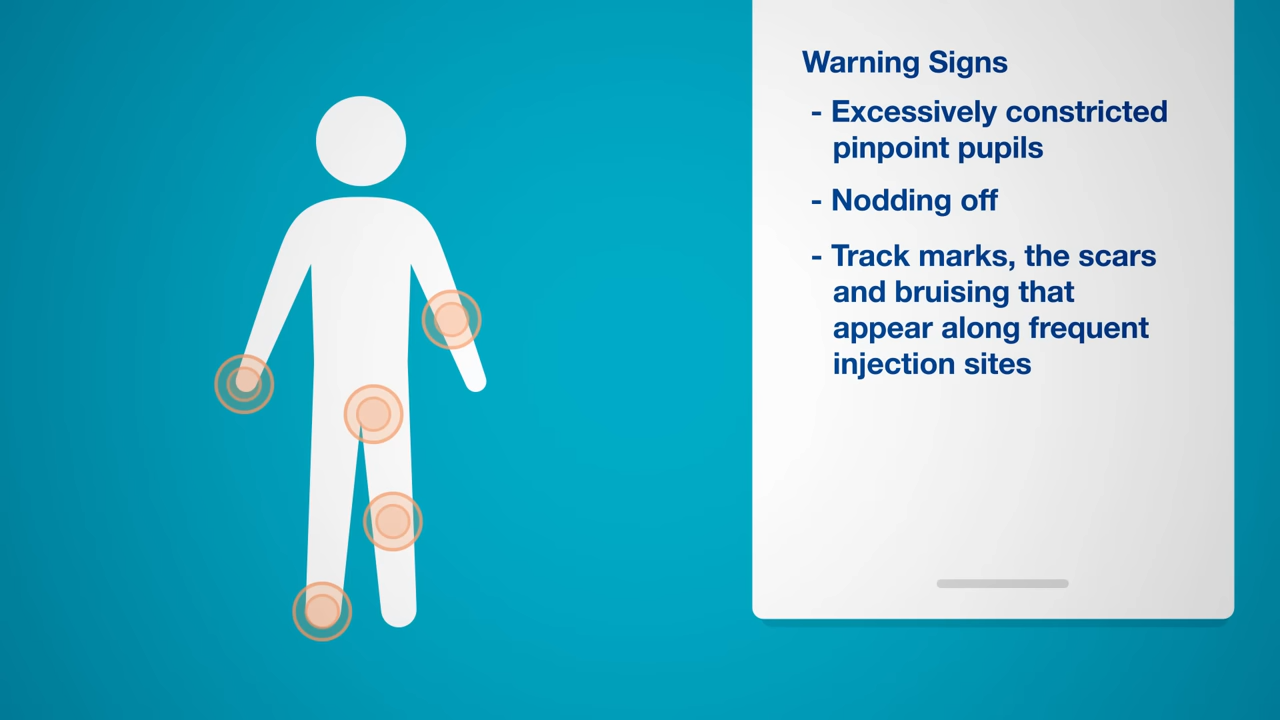 Warning Signs
- Excessively constricted
pinpoint pupils
- Nodding off
- Track marks, the scars
and bruising that
appear along frequent
injection sites